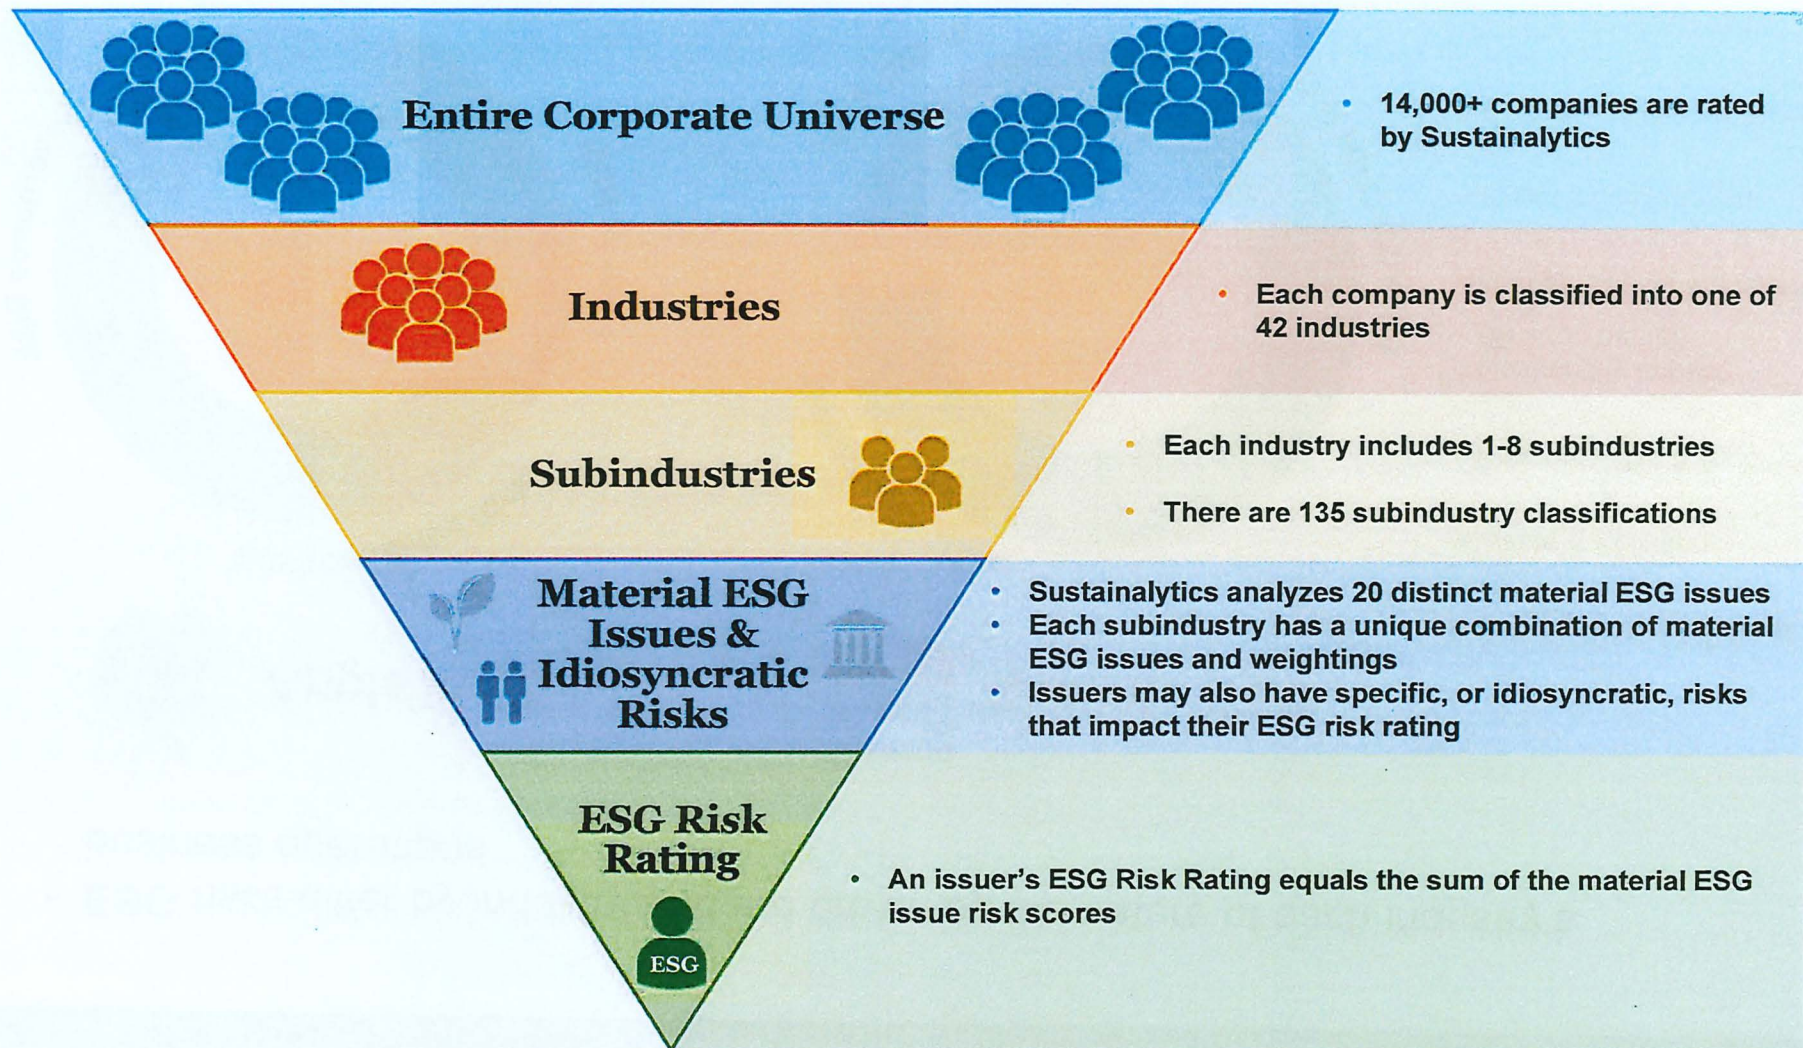 Entire Corporate Universe
• 14,000+ companies are rated
by Sustainalytics
Industries
• Each company is classified into one of
42 industries
Subindustries
• Each industry includes 1-8 subindustries
• There are 135 subindustry classifications
Material ESG
Issues &
Idiosyncratic
Risks
• Sustainalytics analyzes 20 distinct material ESG issues
• Each subindustry has a unique combination of material
ESG issues and weightings
• Issuers may also have specific, or idiosyncratic, risks
that impact their ESG risk rating
ESG Risk
Rating
ESG
• An issuer's ESG Risk Rating equals the sum of the material ESG
issue risk scores